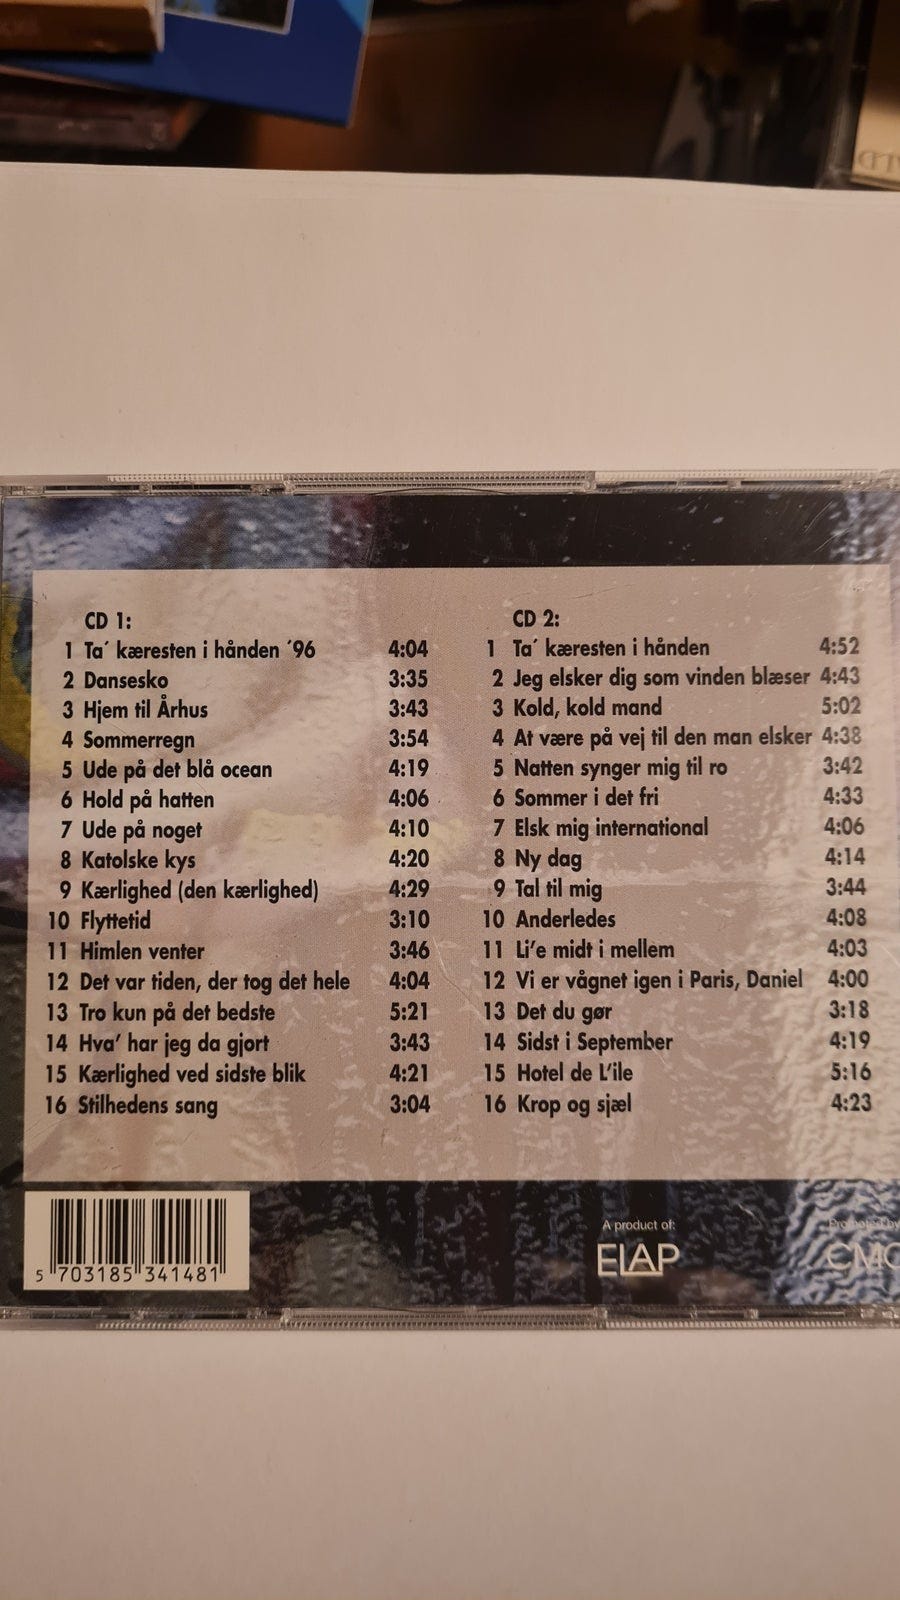 CD 1:
1 Ta´ kæresten i hånden ´96 4:04
2 Dansesko 3:35
3 Hjem til Århus 3:43
4 Sommerregn 3:54
5 Ude på det blå ocean 4:19
6 Hold på hatten 4:06
7 Ude på noget 4:10
8 Katolske kys 4:20
9 Kærlighed (den kærlighed) 4:29
10 Flyttetid 3:10
11 Himlen venter 3:46
12 Det var tiden, der tog det hele 4:04
13 Tro kun på det bedste 5:21
14 Hva’ har jeg da gjort 3:43
15 Kærlighed ved sidste blik 4:21
16 Stilhedens sang 3:04
CD 2:
1 Ta´ kæresten i hånden 4:52
2 Jeg elsker dig som vinden blæser 4:43
3 Kold, kold mand 5:02
4 At være på vej til den man elsker 4:38
5 Natten synger mig til ro 3:42
6 Sommer i det fri 4:33
7 Elsk mig international 4:06
8 Ny dag 4:14
9 Tal til mig 3:44
10 Anderledes 4:08
11 Li’e midt i mellem 4:03
12 Vi er vågnet igen i Paris, Daniel 4:00
13 Det du gør 3:18
14 Sidst i September 4:19
15 Hotel de L’ile 5:16
16 Krop og sjæl 4:23
5 703185 341481
A product of:
ELAP
Promoted by
CMC